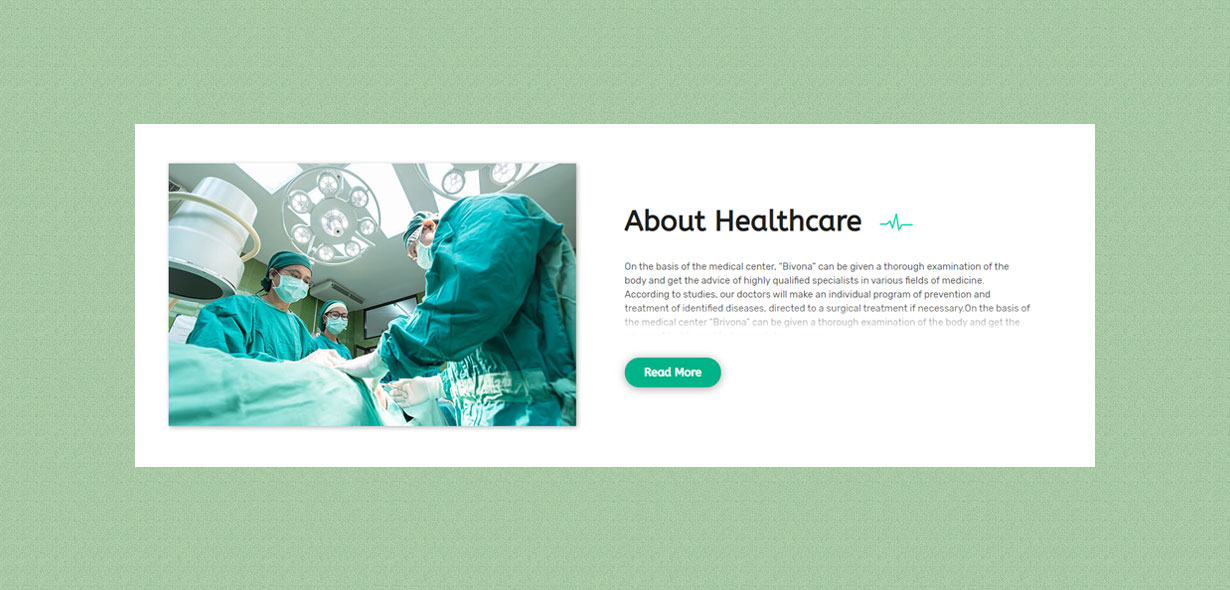 About Healthcare
On the basis of the medical center, "Bivona" can be given a thorough examination of the
body and get the advice of highly qualified specialists in various fields of medicine.
According to studies, our doctors will make an individual program of prevention and
treatment of identified diseases, directed to a surgical treatment if necessary.On the basis of
the medical center "Brivona" can be given a thorough examination of the body and get the
Read More